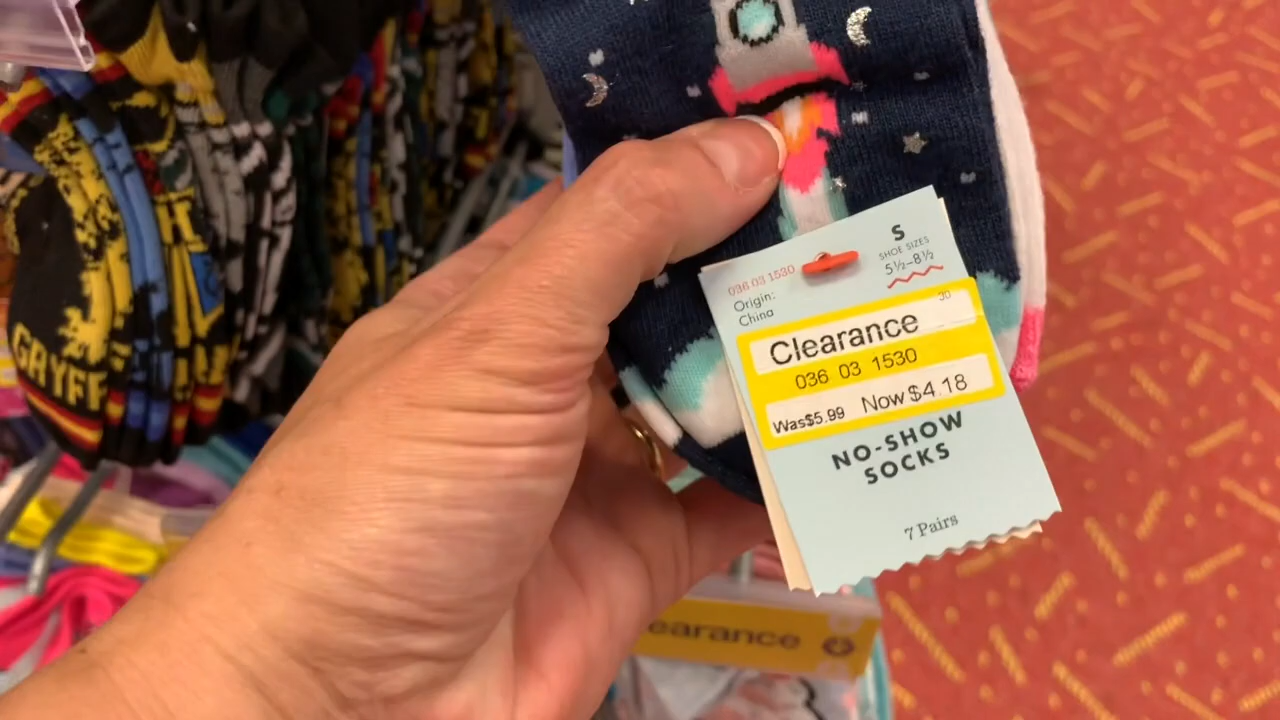 GRYFF
S
SHOE SIZES
5½–8½
036 03 1530
Origin:
China
30
Clearance
036 03 1530
Was$5.99 Now$4.18
NO-SHOW
SOCKS
7 Pairs
earance